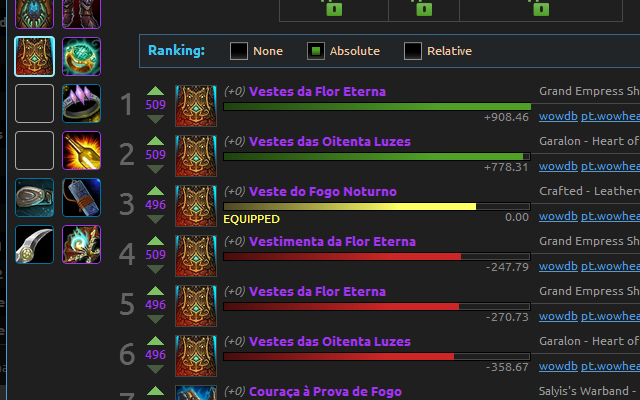 Ranking: None Absolute Relative
1 509 (+0) Vestes da Flor Eterna Grand Empress Sh
+908.46 wowdb pt.wowhea
2 509 (+0) Vestes das Oitenta Luzes Garalon - Heart of
+778.31 wowdb pt.wowhea
3 496 (+0) Veste do Fogo Noturno Crafted - Leatherw
EQUIPPED 0.00 wowdb pt.wowhea
4 509 (+0) Vestimenta da Flor Eterna Grand Empress Sh
-247.79 wowdb pt.wowhea
5 496 (+0) Vestes da Flor Eterna Grand Empress Sh
-270.73 wowdb pt.wowhea
6 496 (+0) Vestes das Oitenta Luzes Garalon - Heart of
-358.67 wowdb pt.wowhea
7 (+0) Couraça à Prova de Fogo Salyis's Warband -